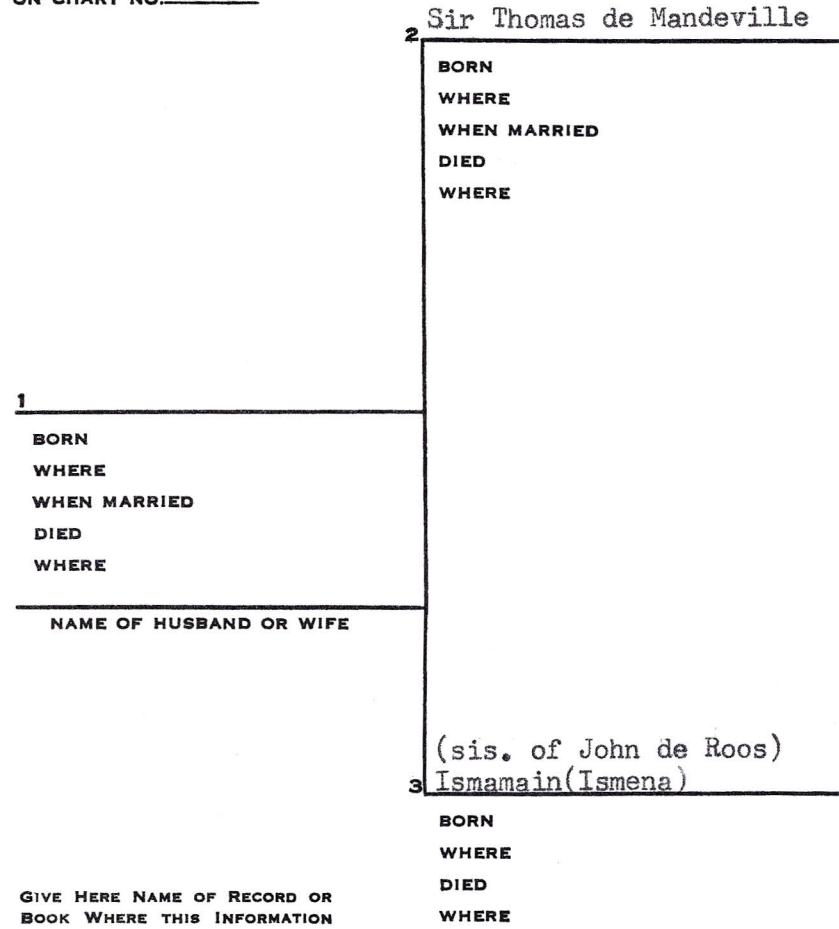 ON CHART NO.
Sir Thomas de Mandeville
2
BORN
WHERE
WHEN MARRIED
DIED
WHERE
1
BORN
WHERE
WHEN MARRIED
DIED
WHERE
NAME OF HUSBAND OR WIFE
(sis. of John de Roos)
3 Ismamain(Ismena)
BORN
WHERE
DIED
WHERE
GIVE HERE NAME OF RECORD OR
BOOK WHERE THIS INFORMATION